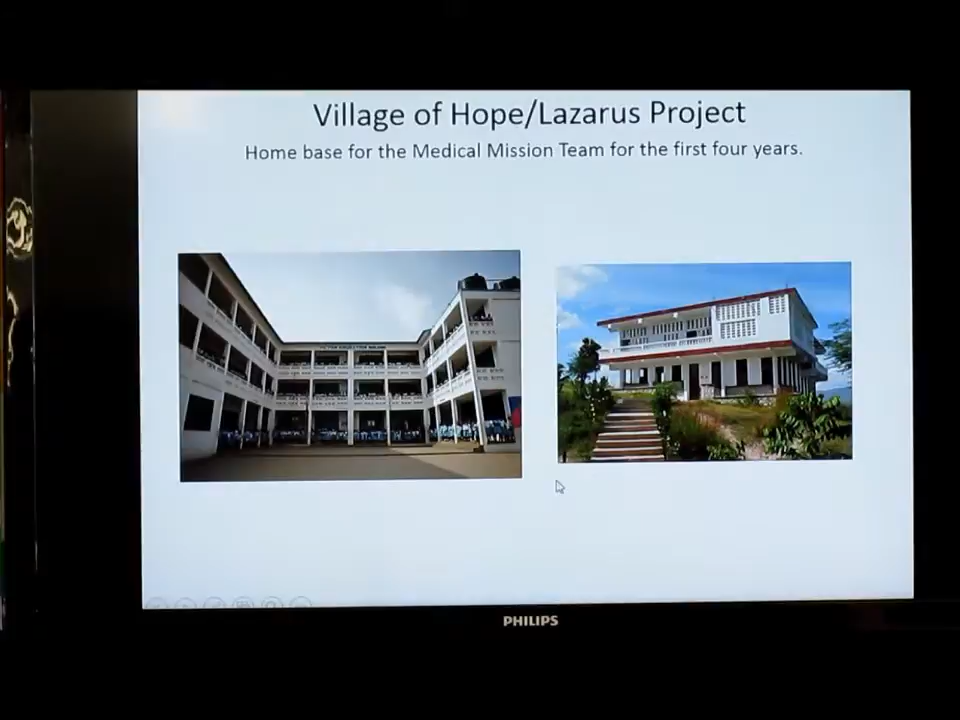 Village of Hope/Lazarus Project
Home base for the Medical Mission Team for the first four years.
PHILIPS